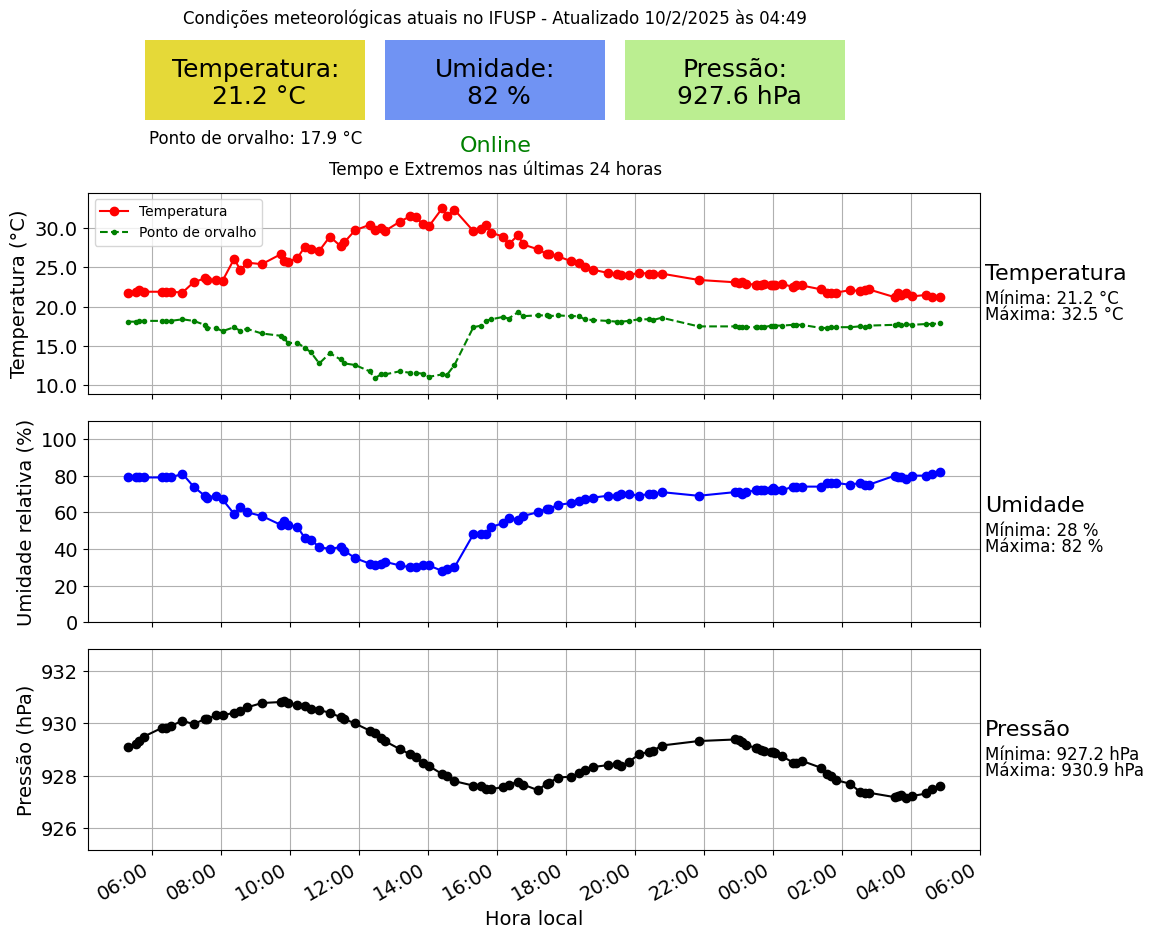 Condições meteorológicas atuais no IFUSP - Atualizado 10/2/2025 às 04:49
Temperatura:
21.2 °C
Umidade:
82 %
Pressão:
927.6 hPa
Ponto de orvalho: 17.9 °C
Online
Tempo e Extremos nas últimas 24 horas
Temperatura (°C)
30.0
25.0
20.0
15.0
10.0
Temperatura
Ponto de orvalho
Temperatura
Mínima: 21.2 °C
Máxima: 32.5 °C
Umidade relativa (%)
100
80
60
40
20
0
Umidade
Mínima: 28 %
Máxima: 82 %
Pressão (hPa)
932
930
928
926
Pressão
Mínima: 927.2 hPa
Máxima: 930.9 hPa
06:00
08:00
10:00
12:00
14:00
16:00
18:00
20:00
22:00
00:00
02:00
04:00
06:00
Hora local